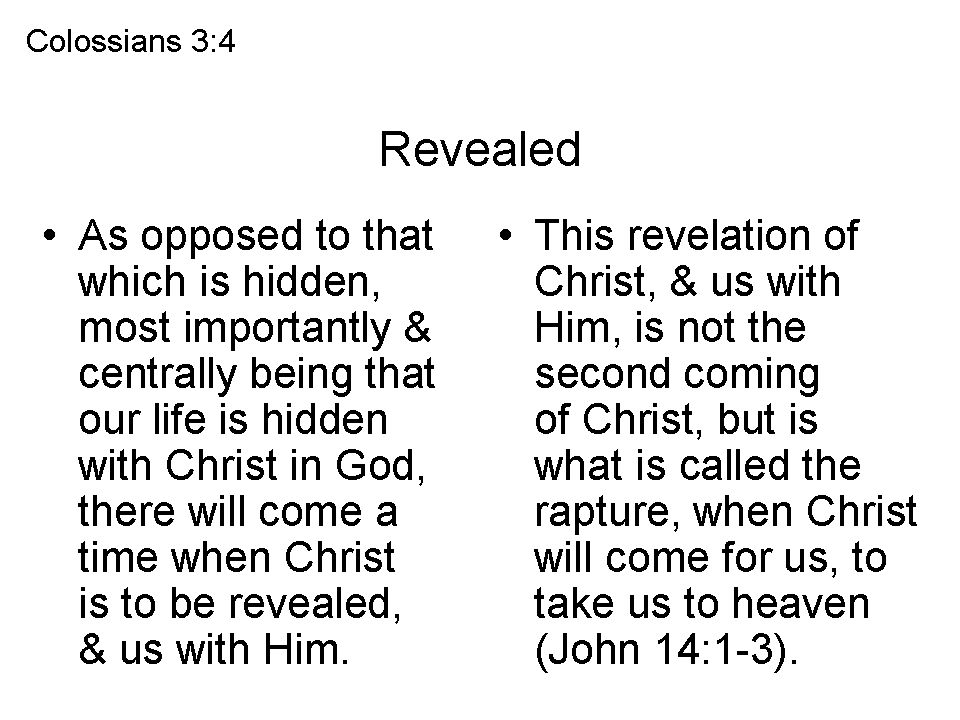 Colossians 3:4
Revealed
• As opposed to that
which is hidden,
most importantly &
centrally being that
our life is hidden
with Christ in God,
there will come a
time when Christ
is to be revealed,
& us with Him.
• This revelation of
Christ, & us with
Him, is not the
second coming
of Christ, but is
what is called the
rapture, when Christ
will come for us, to
take us to heaven
(John 14:1-3).